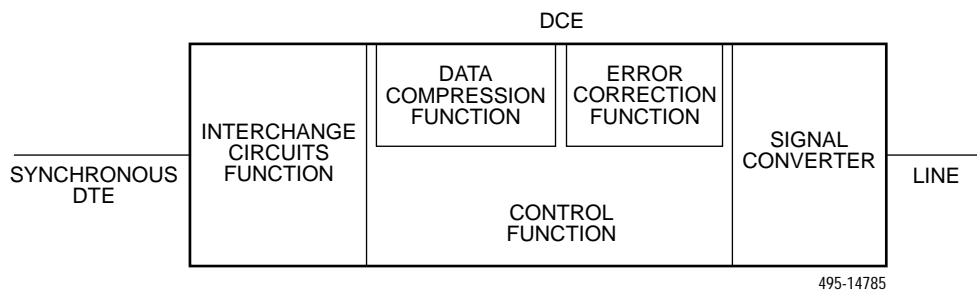 DCE
DATA
COMPRESSION
FUNCTION
ERROR
CORRECTION
FUNCTION
INTERCHANGE
CIRCUITS
FUNCTION
SIGNAL
CONVERTER
SYNCHRONOUS
DTE
LINE
CONTROL
FUNCTION
495-14785